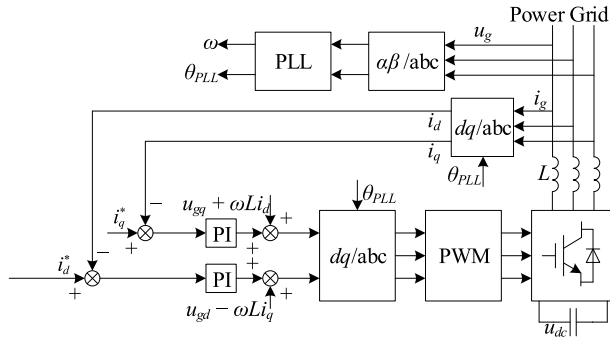 Power Grid
ω
θ_PLL
PLL
αβ/abc
u_g
i_g
i_d
i_q
dq/abc
θ_PLL
L
−
i_q^*
+
u_gq + ωLi_d
PI
+
+
θ_PLL
dq/abc
PWM
−
i_d^*
+
PI
+
+
u_gd − ωLi_q
u_dc